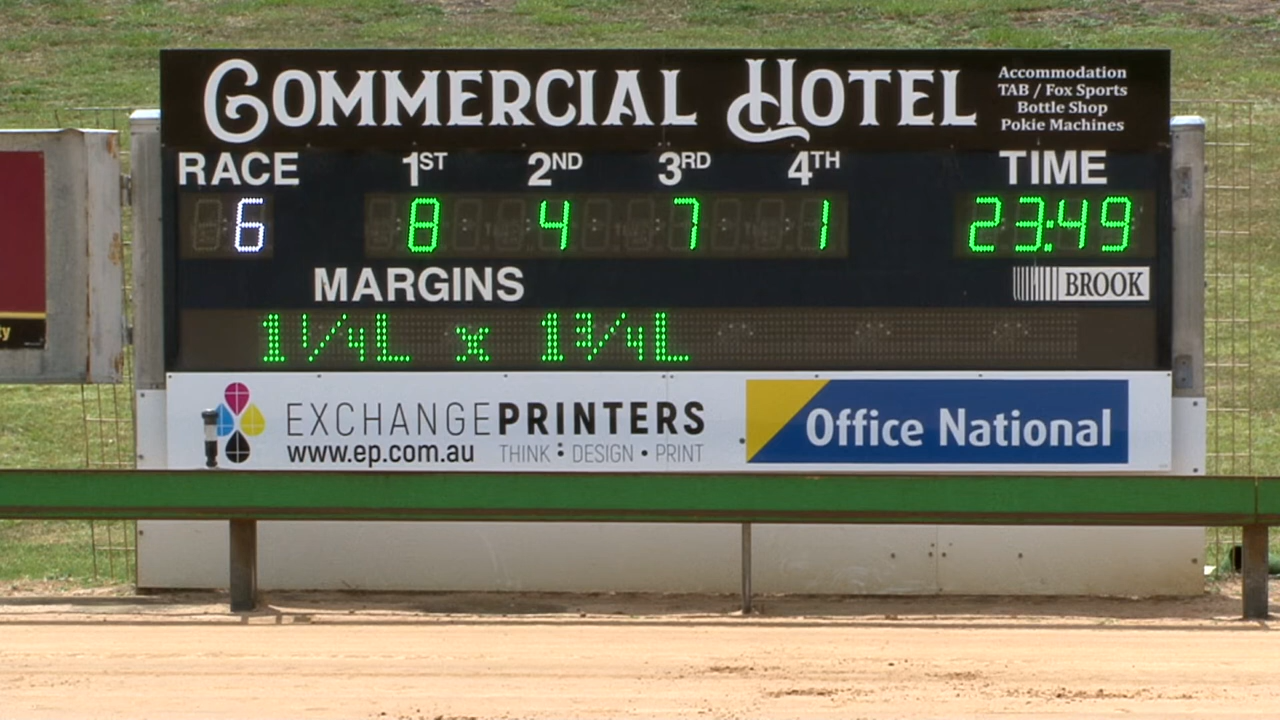 COMMERCIAL HOTEL
Accommodation
TAB / Fox Sports
Bottle Shop
Pokie Machines
RACE 1ST 2ND 3RD 4TH TIME
6 8 4 7 1 23:49
MARGINS
BROOK
1¼L x 1¾L
ty
EXCHANGEPRINTERS
www.ep.com.au THINK : DESIGN • PRINT
Office National